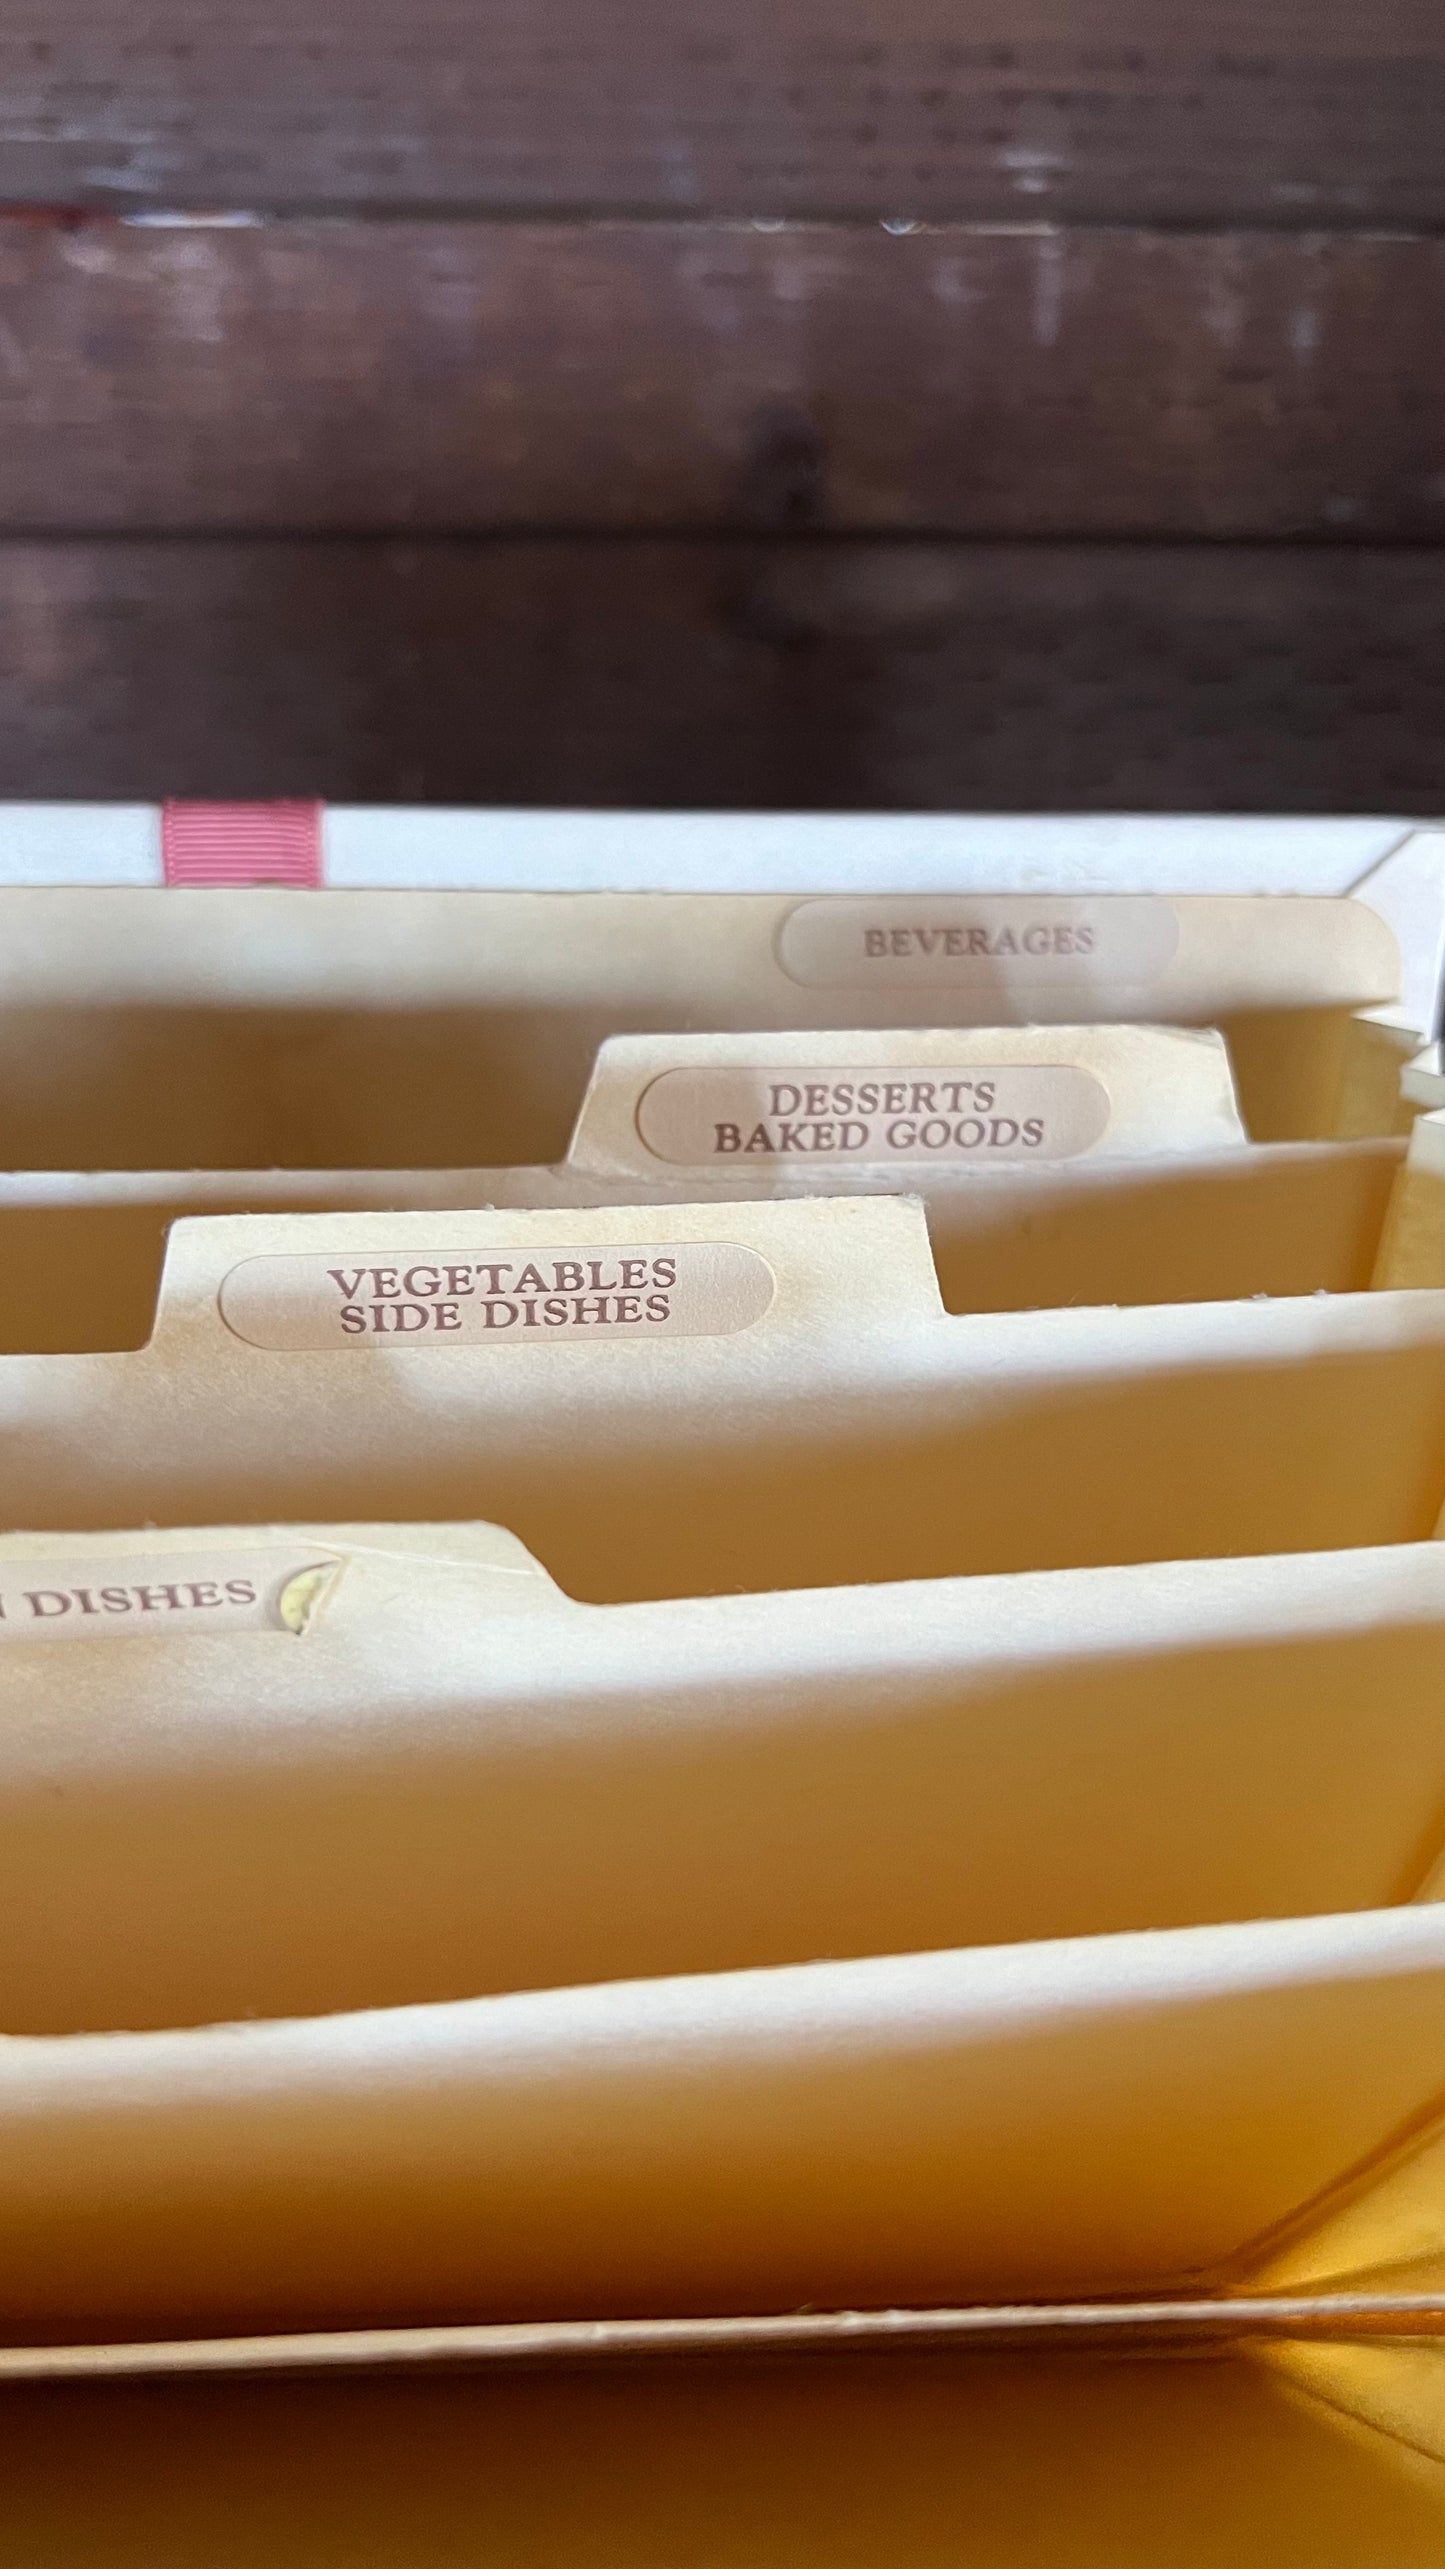 BEVERAGES
DESSERTS
BAKED GOODS
VEGETABLES
SIDE DISHES
DISHES